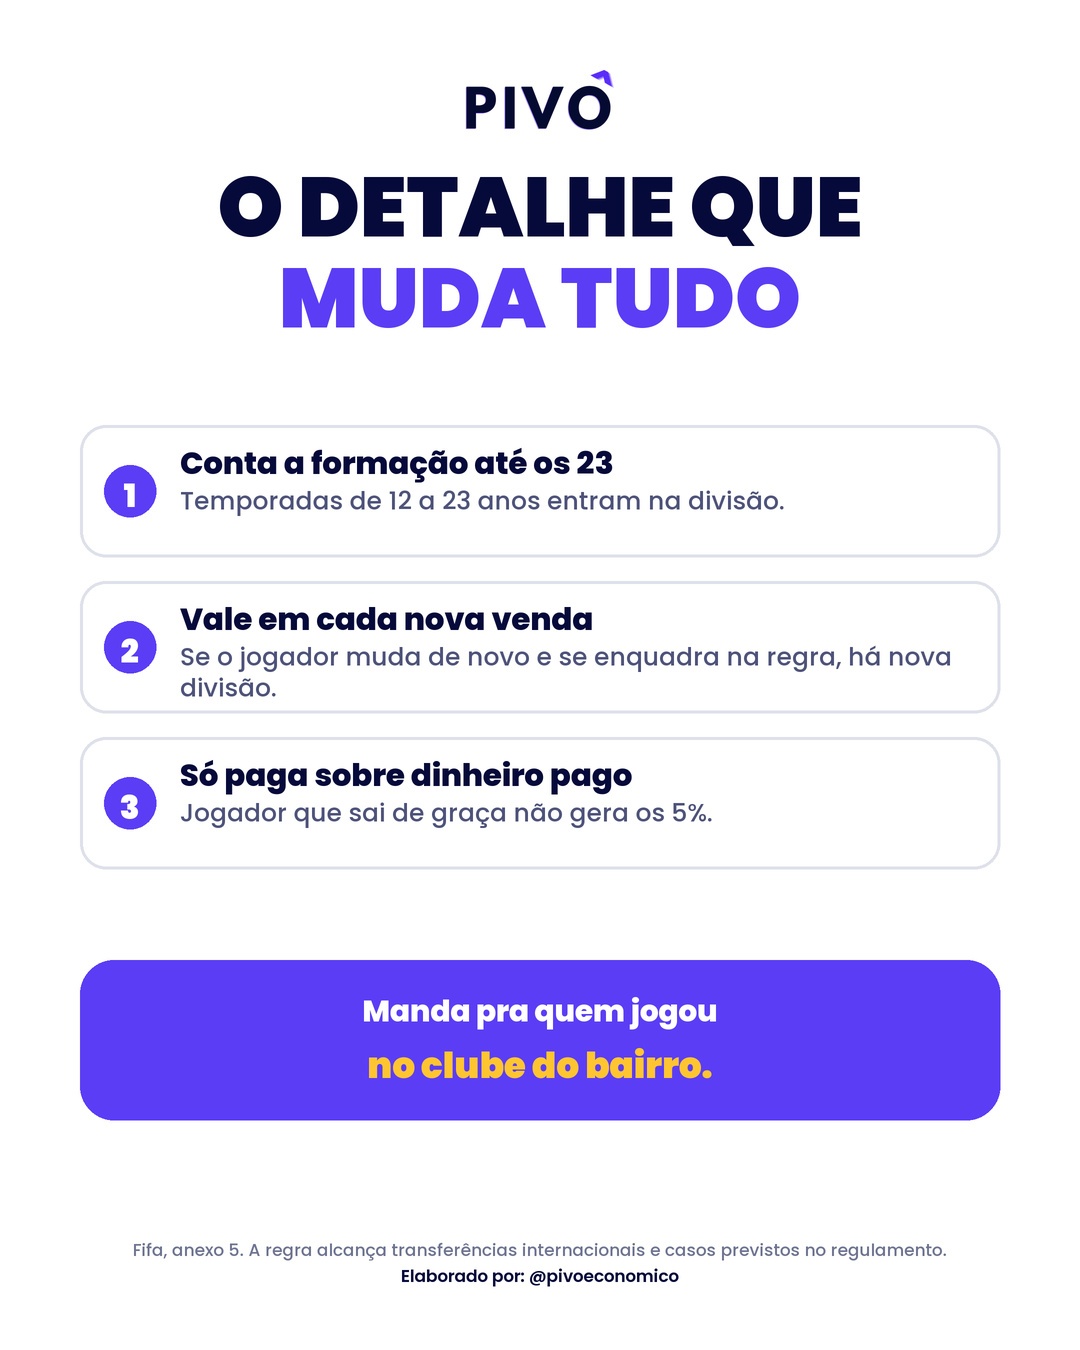 PIVÔ
O DETALHE QUE
MUDA TUDO
1
Conta a formação até os 23
Temporadas de 12 a 23 anos entram na divisão.
2
Vale em cada nova venda
Se o jogador muda de novo e se enquadra na regra, há nova
divisão.
3
Só paga sobre dinheiro pago
Jogador que sai de graça não gera os 5%.
Manda pra quem jogou
no clube do bairro.
Fifa, anexo 5. A regra alcança transferências internacionais e casos previstos no regulamento.
Elaborado por: @pivoeconomico